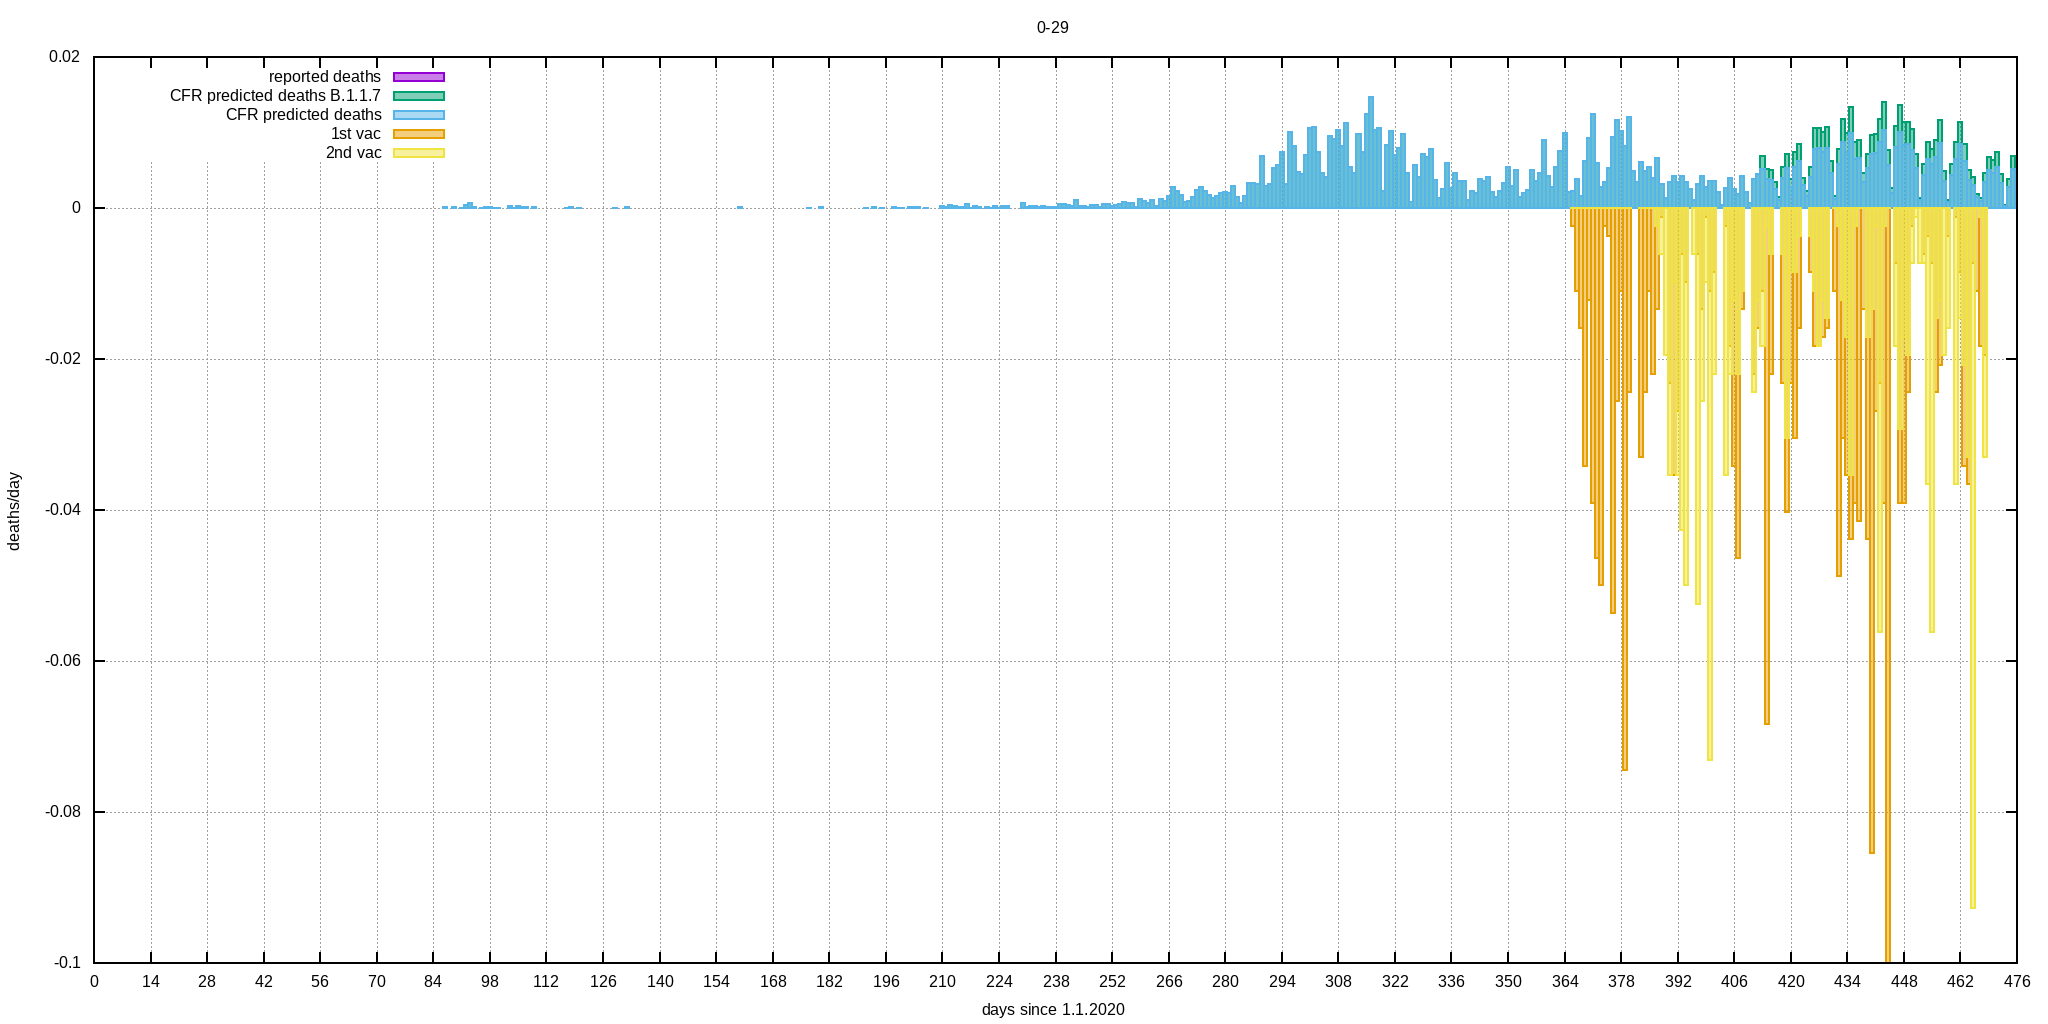 0-29
0.02
0
-0.02
-0.04
-0.06
-0.08
-0.1
deaths/day
reported deaths
CFR predicted deaths B.1.1.7
CFR predicted deaths
1st vac
2nd vac
0 14 28 42 56 70 84 98 112 126 140 154 168 182 196 210 224 238 252 266 280 294 308 322 336 350 364 378 392 406 420 434 448 462 476
days since 1.1.2020